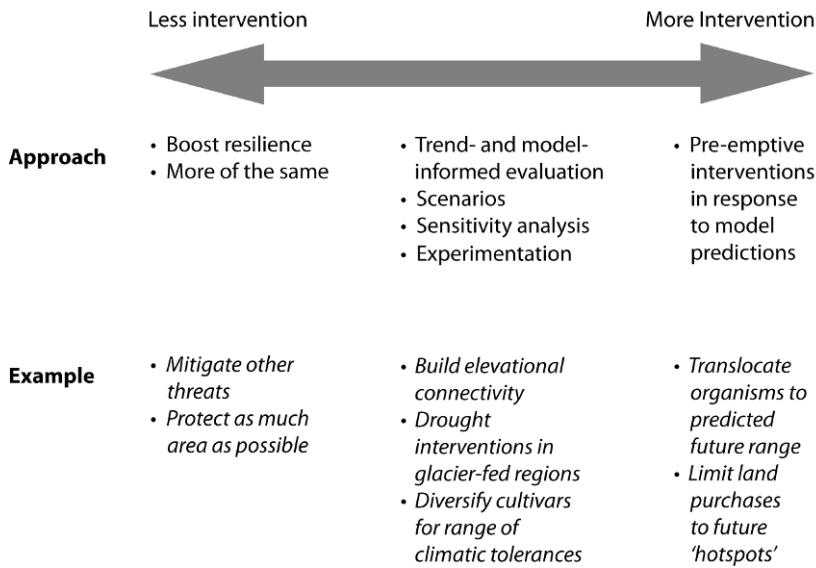 Less intervention
More Intervention
Approach
• Boost resilience
• More of the same
• Trend- and model-
informed evaluation
• Scenarios
• Sensitivity analysis
• Experimentation
• Pre-emptive
interventions
in response
to model
predictions
Example
• Mitigate other
threats
• Protect as much
area as possible
• Build elevational
connectivity
• Drought
interventions in
glacier-fed regions
• Diversify cultivars
for range of
climatic tolerances
• Translocate
organisms to
predicted
future range
• Limit land
purchases
to future
‘hotspots’